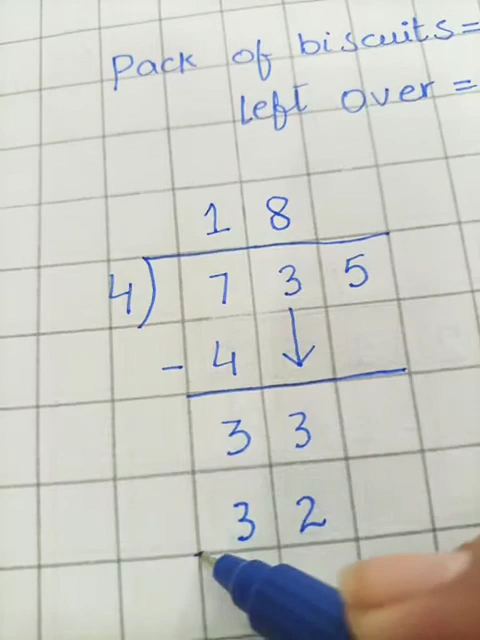 Pack of biscuits =
left over =
1 8
4) 7 3 5
- 4 ↓
3 3
3 2